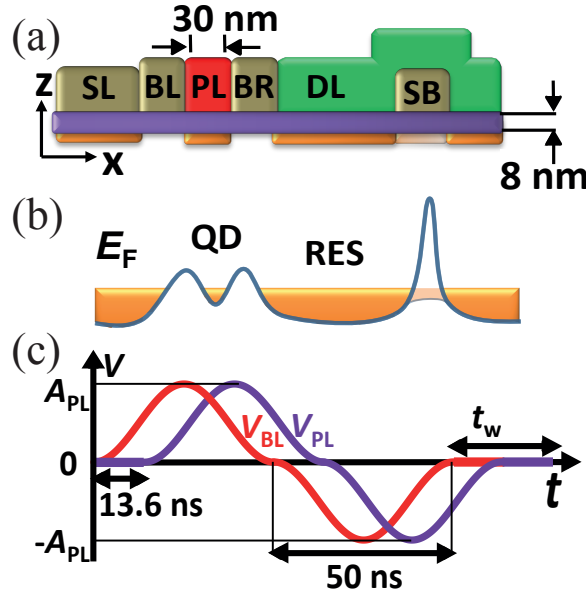 (a)
30 nm
z
SL
BL
PL
BR
DL
SB
x
8 nm
(b)
E_F
QD
RES
(c)
V
A_PL
V_BL
V_PL
t_w
0
t
13.6 ns
-A_PL
50 ns